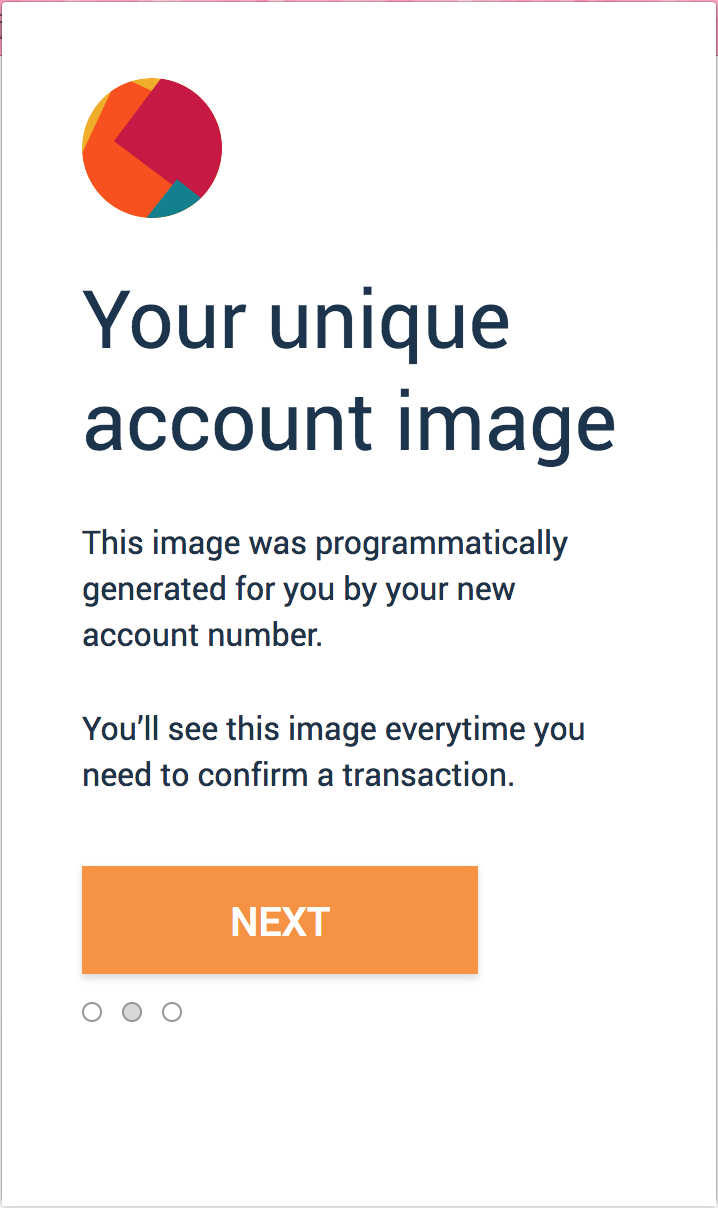 Your unique
account image
This image was programmatically
generated for you by your new
account number.
You’ll see this image everytime you
need to confirm a transaction.
NEXT